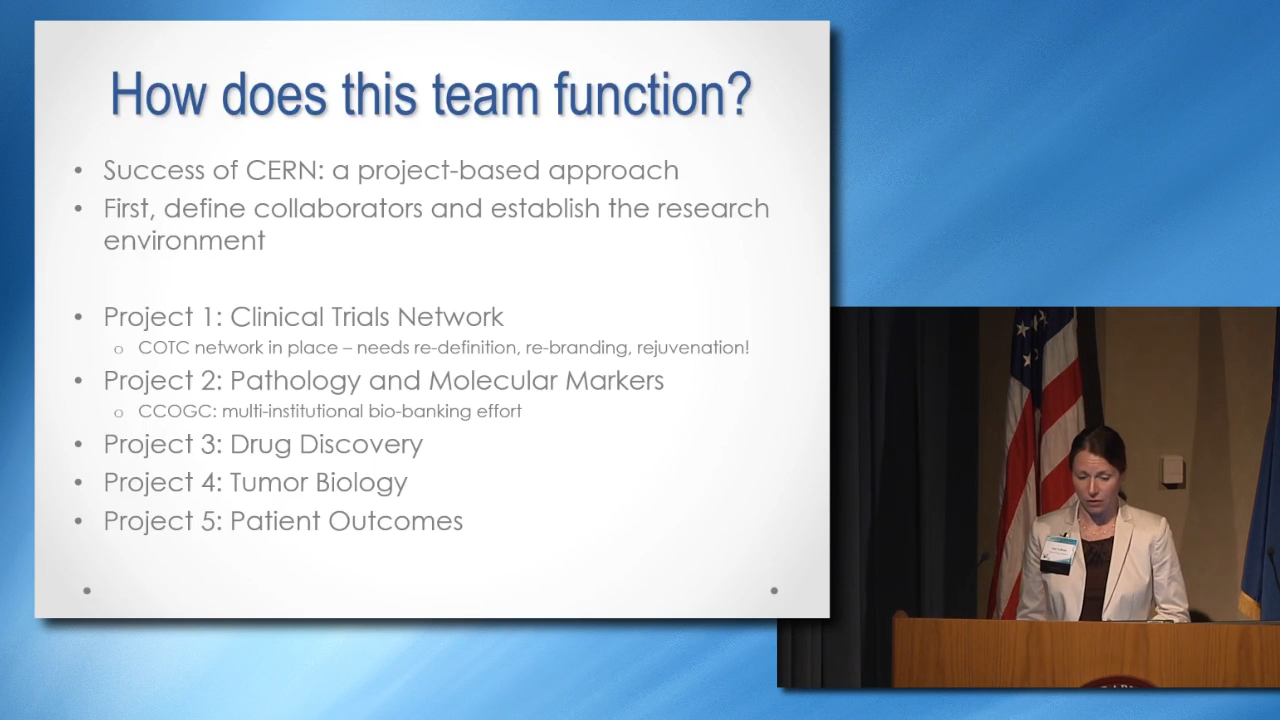 How does this team function?
• Success of CERN: a project-based approach
• First, define collaborators and establish the research
environment
• Project 1: Clinical Trials Network
o COTC network in place – needs re-definition, re-branding, rejuvenation!
• Project 2: Pathology and Molecular Markers
o CCOGC: multi-institutional bio-banking effort
• Project 3: Drug Discovery
• Project 4: Tumor Biology
• Project 5: Patient Outcomes